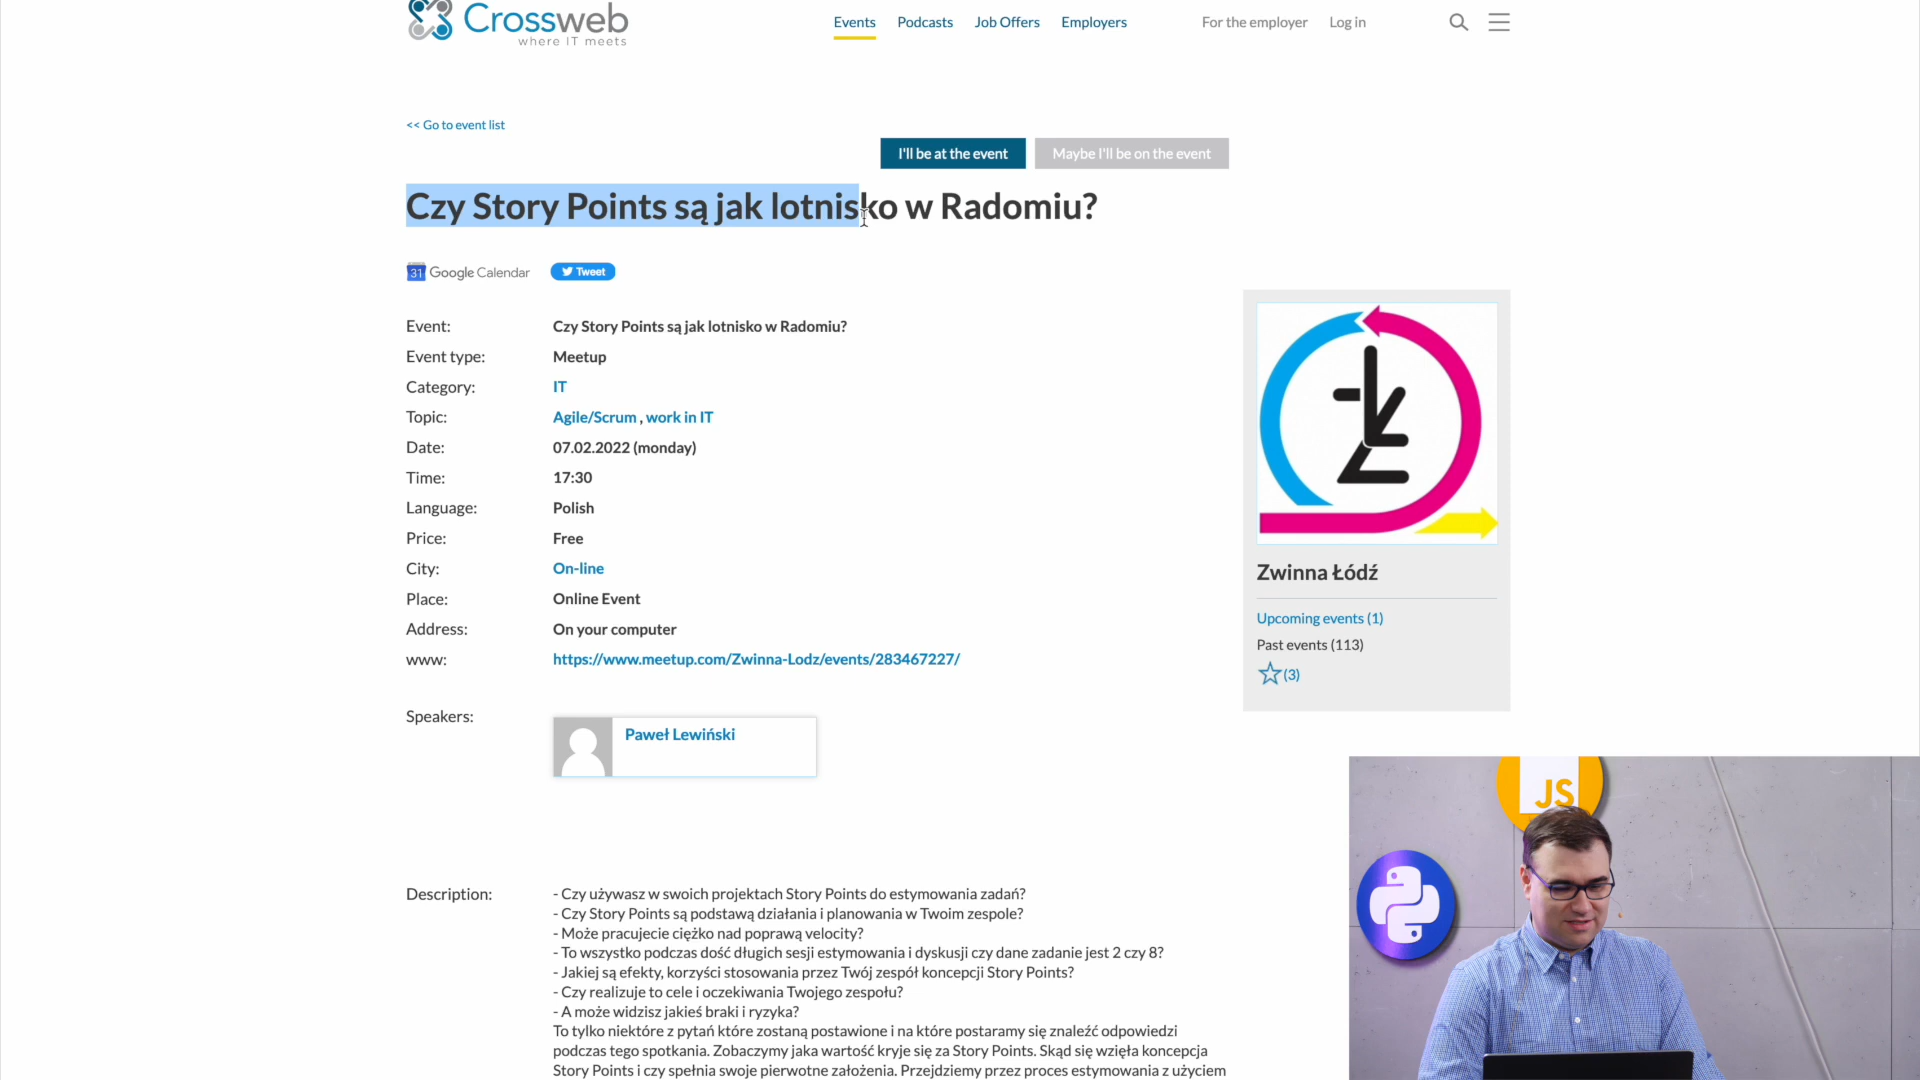 Crossweb
where IT meets
Events Podcasts Job Offers Employers For the employer Log in
<< Go to event list
I'll be at the event Maybe I'll be on the event
Czy Story Points są jak lotnisko w Radomiu?
31 Google Calendar Tweet
Event: Czy Story Points są jak lotnisko w Radomiu?
Event type: Meetup
Category: IT
Topic: Agile/Scrum , work in IT
Date: 07.02.2022 (monday)
Time: 17:30
Language: Polish
Price: Free
City: On-line
Place: Online Event
Address: On your computer
www: https://www.meetup.com/Zwinna-Lodz/events/283467227/
Speakers: Paweł Lewiński
Description: - Czy używasz w swoich projektach Story Points do estymowania zadań?
- Czy Story Points są podstawą działania i planowania w Twoim zespole?
- Może pracujecie ciężko nad poprawą velocity?
- To wszystko podczas dość długich sesji estymowania i dyskusji czy dane zadanie jest 2 czy 8?
- Jakiej są efekty, korzyści stosowania przez Twój zespół koncepcji Story Points?
- Czy realizuje to cele i oczekiwania Twojego zespołu?
- A może widzisz jakieś braki i ryzyka?
To tylko niektóre z pytań które zostaną postawione i na które postaramy się znaleźć odpowiedzi
podczas tego spotkania. Zobaczymy jaka wartość kryje się za Story Points. Skąd się wzięła koncepcja
Story Points i czy spełnia swoje pierwotne założenia. Przejdziemy przez proces estymowania z użyciem
Zwinna Łódź
Upcoming events (1)
Past events (113)
(3)
JS